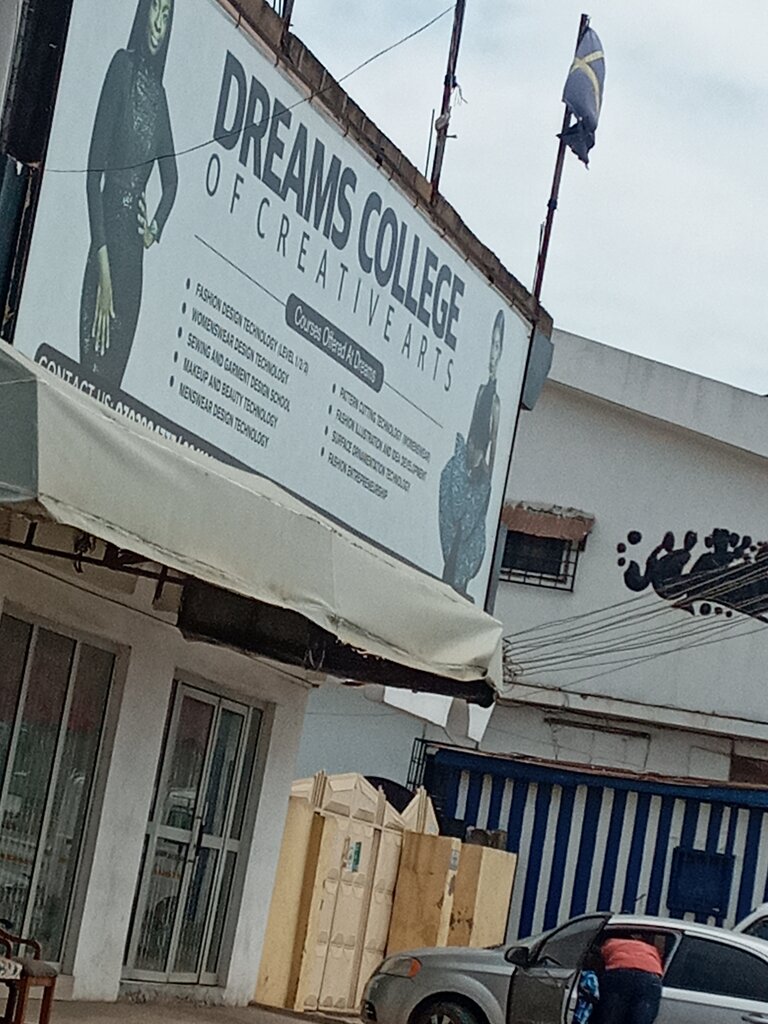 DREAMS COLLEGE
OF CREATIVE ARTS
Courses Offered At Dreams
• FASHION DESIGN TECHNOLOGY (LEVEL 1/2/3)
• WOMENSWEAR DESIGN TECHNOLOGY
• SEWING AND GARMENT DESIGN SCHOOL
• MAKEUP AND BEAUTY TECHNOLOGY
• MENSWEAR DESIGN TECHNOLOGY
• PATTERN CUTTING TECHNOLOGY (WOMENSWEAR)
• FASHION ILLUSTRATION AND IDEA DEVELOPMENT
• SURFACE ORNAMENTATION TECHNOLOGY
• FASHION ENTREPRENEURSHIP
CONTACT US